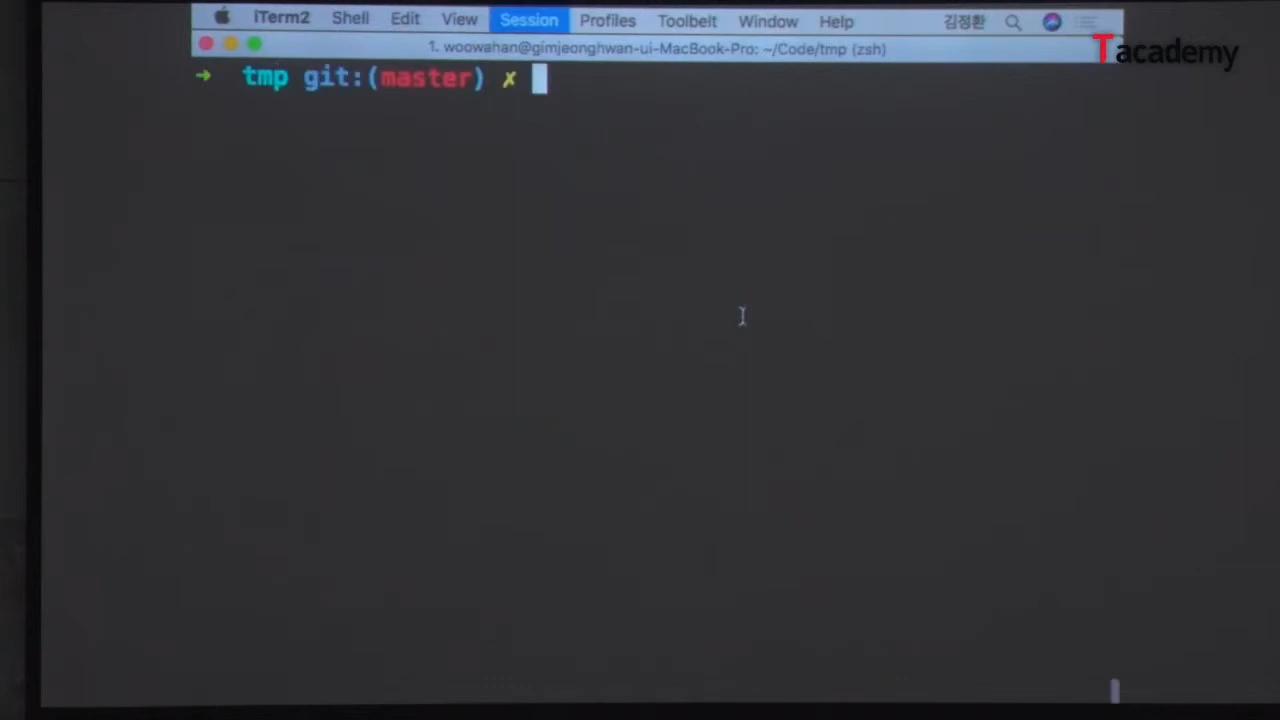 iTerm2 Shell Edit View Session Profiles Toolbelt Window Help 김정환
1. woowahan@gimjeonghwan-ui-MacBook-Pro: ~/Code/tmp (zsh)
Tacademy
➜ tmp git:(master) ✗